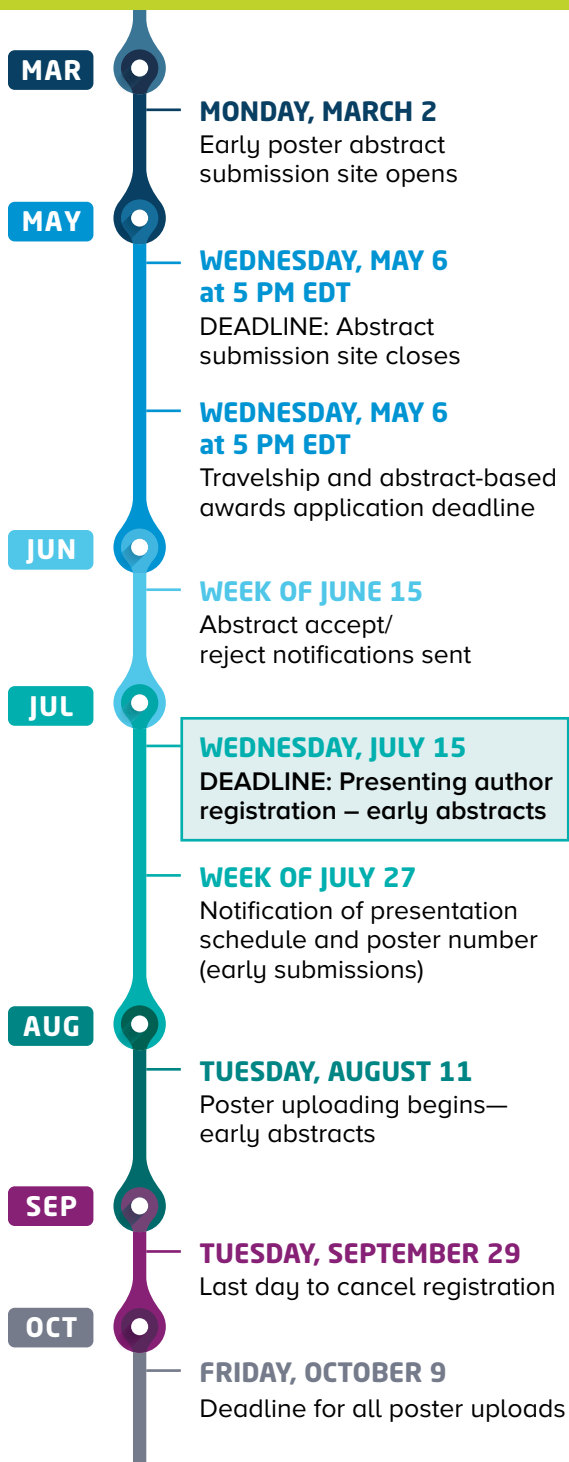 MAR
MONDAY, MARCH 2
Early poster abstract
submission site opens
MAY
WEDNESDAY, MAY 6
at 5 PM EDT
DEADLINE: Abstract
submission site closes
WEDNESDAY, MAY 6
at 5 PM EDT
Travelship and abstract-based
awards application deadline
JUN
WEEK OF JUNE 15
Abstract accept/
reject notifications sent
JUL
WEDNESDAY, JULY 15
DEADLINE: Presenting author
registration – early abstracts
WEEK OF JULY 27
Notification of presentation
schedule and poster number
(early submissions)
AUG
TUESDAY, AUGUST 11
Poster uploading begins—
early abstracts
SEP
TUESDAY, SEPTEMBER 29
Last day to cancel registration
OCT
FRIDAY, OCTOBER 9
Deadline for all poster uploads